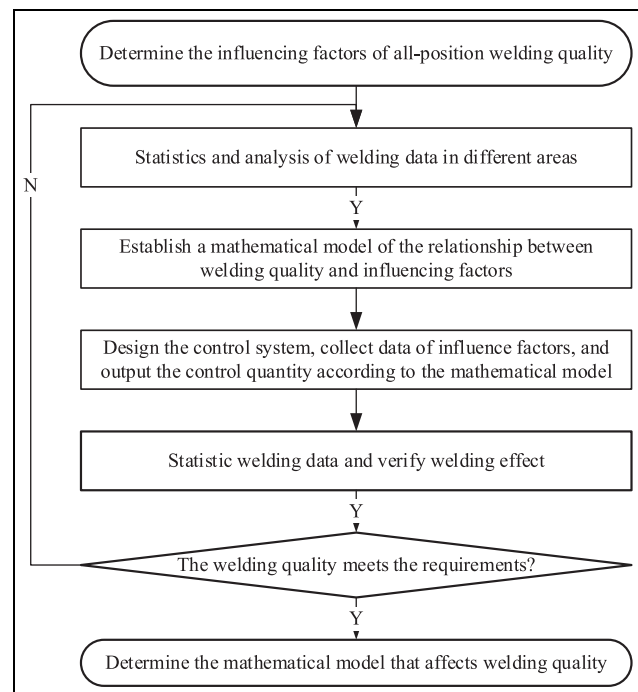 Determine the influencing factors of all-position welding quality
Statistics and analysis of welding data in different areas
N
Y
Establish a mathematical model of the relationship between
welding quality and influencing factors
Design the control system, collect data of influence factors, and
output the control quantity according to the mathematical model
Statistic welding data and verify welding effect
Y
The welding quality meets the requirements?
Y
Determine the mathematical model that affects welding quality